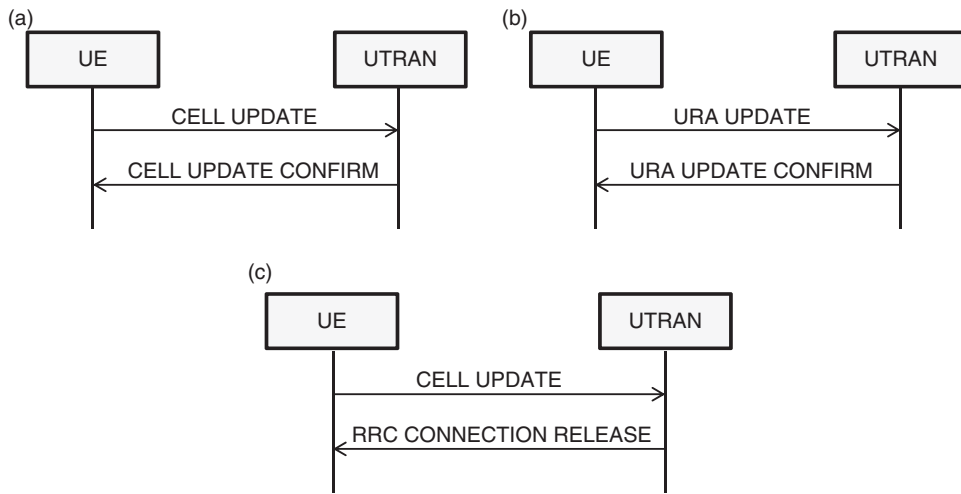 (a)
UE
UTRAN
CELL UPDATE
CELL UPDATE CONFIRM
(b)
UE
UTRAN
URA UPDATE
URA UPDATE CONFIRM
(c)
UE
UTRAN
CELL UPDATE
RRC CONNECTION RELEASE